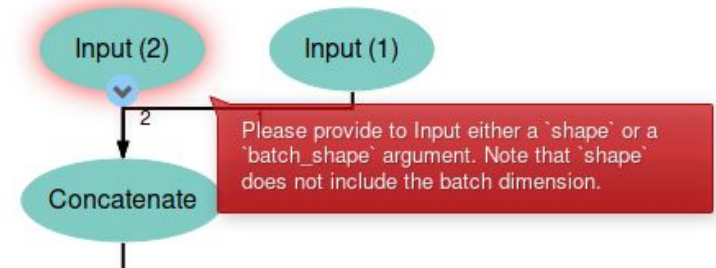 Input (2)
Input (1)
2
1
Please provide to Input either a `shape` or a
`batch_shape` argument. Note that `shape`
does not include the batch dimension.
Concatenate